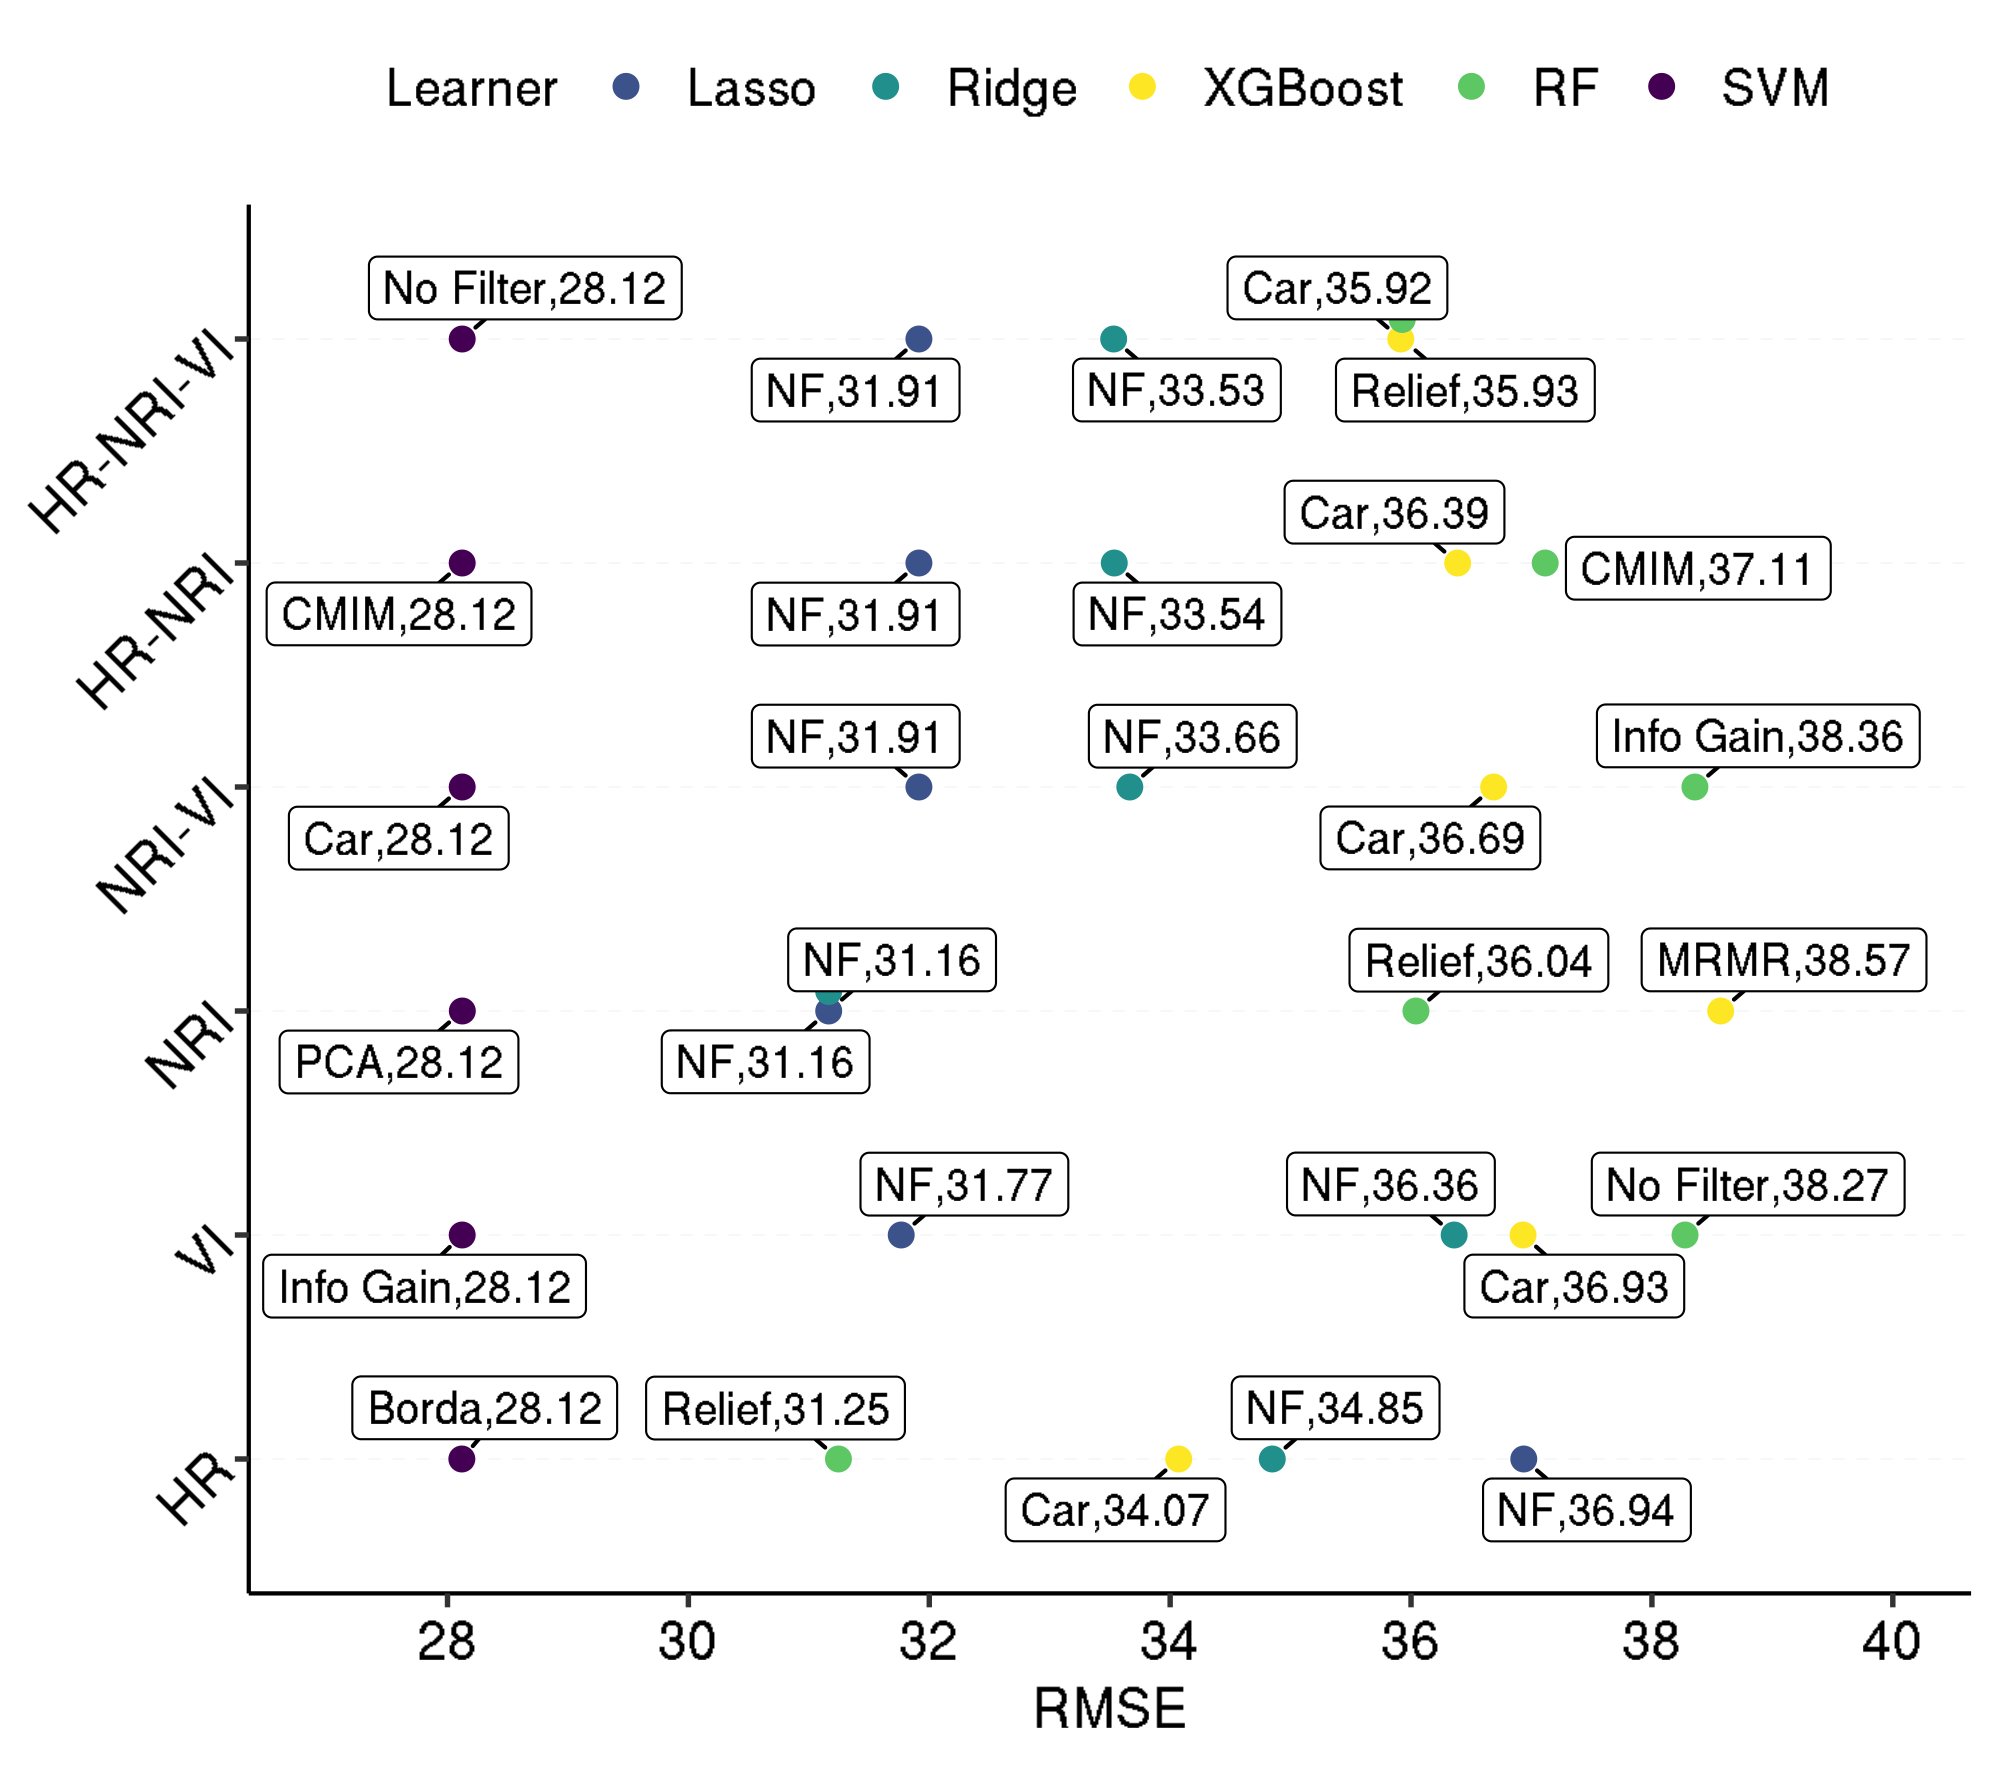 Learner Lasso Ridge XGBoost RF SVM
HR-NRI-VI
No Filter,28.12
Car,35.92
NF,31.91
NF,33.53
Relief,35.93
HR-NRI
Car,36.39
CMIM,37.11
CMIM,28.12
NF,31.91
NF,33.54
NRI-VI
NF,31.91
NF,33.66
Info Gain,38.36
Car,28.12
Car,36.69
NRI
NF,31.16
Relief,36.04
MRMR,38.57
PCA,28.12
NF,31.16
VI
NF,31.77
NF,36.36
No Filter,38.27
Info Gain,28.12
Car,36.93
HR
Borda,28.12
Relief,31.25
NF,34.85
Car,34.07
NF,36.94
28 30 32 34 36 38 40
RMSE